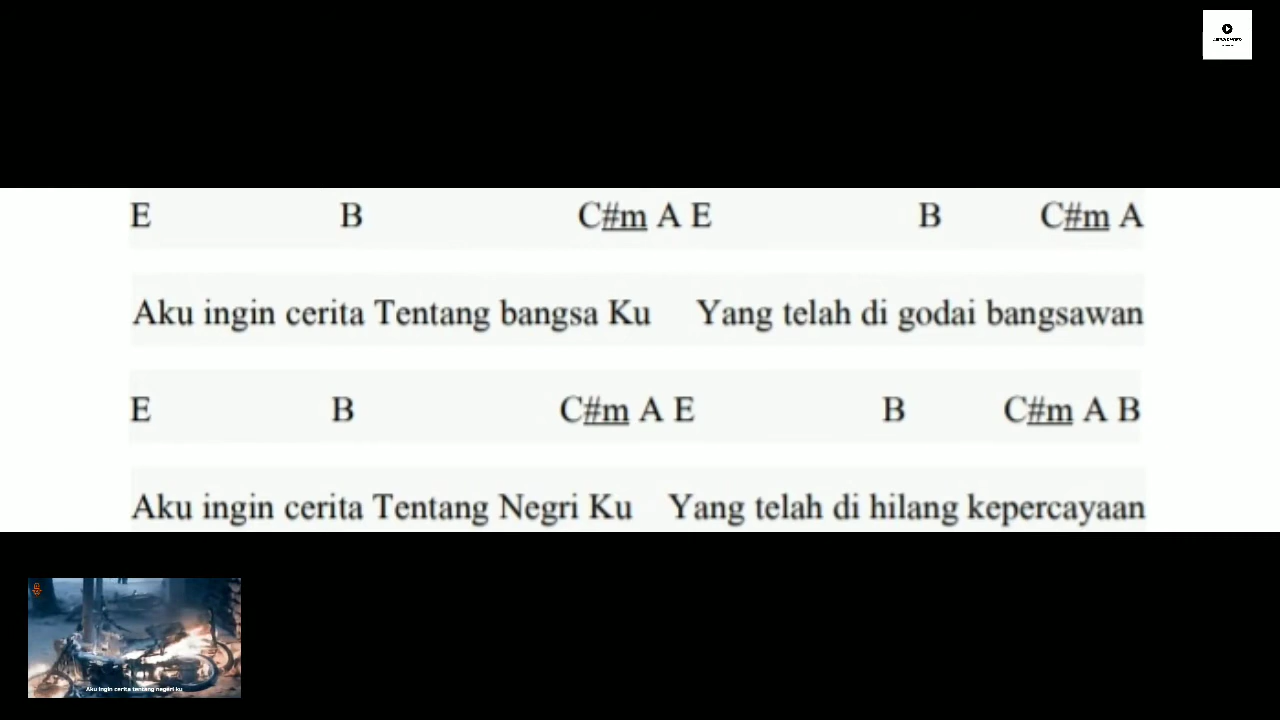 E B C#m A E B C#m A
Aku ingin cerita Tentang bangsa Ku Yang telah di godai bangsawan
E B C#m A E B C#m A B
Aku ingin cerita Tentang Negri Ku Yang telah di hilang kepercayaan
Aku ingin cerita tentang negeri ku